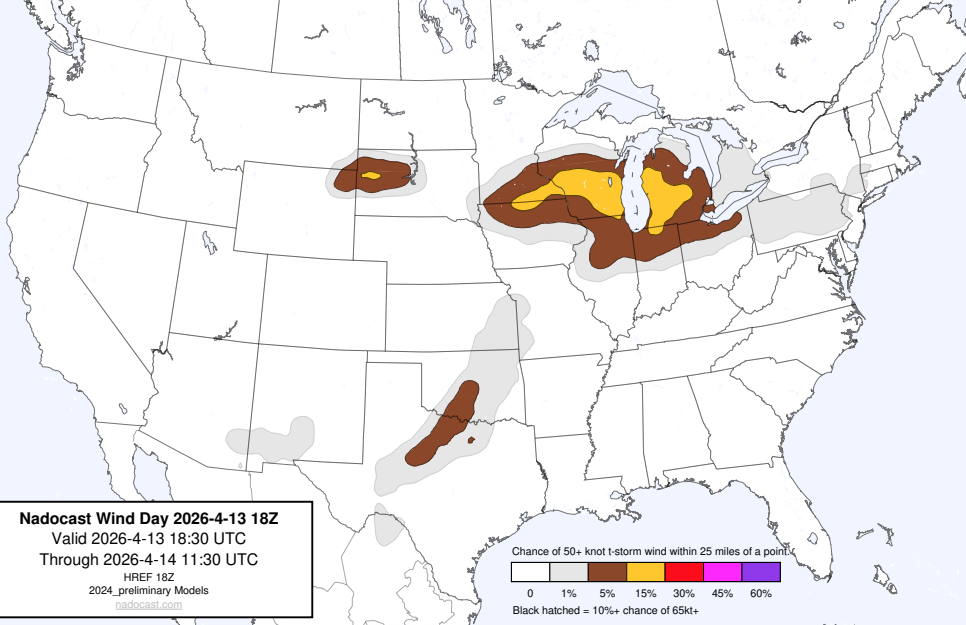 Nadocast Wind Day 2026-4-13 18Z
Valid 2026-4-13 18:30 UTC
Through 2026-4-14 11:30 UTC
HREF 18Z
2024_preliminary Models
nadocast.com
Chance of 50+ knot t-storm wind within 25 miles of a point.
0 1% 5% 15% 30% 45% 60%
Black hatched = 10%+ chance of 65kt+